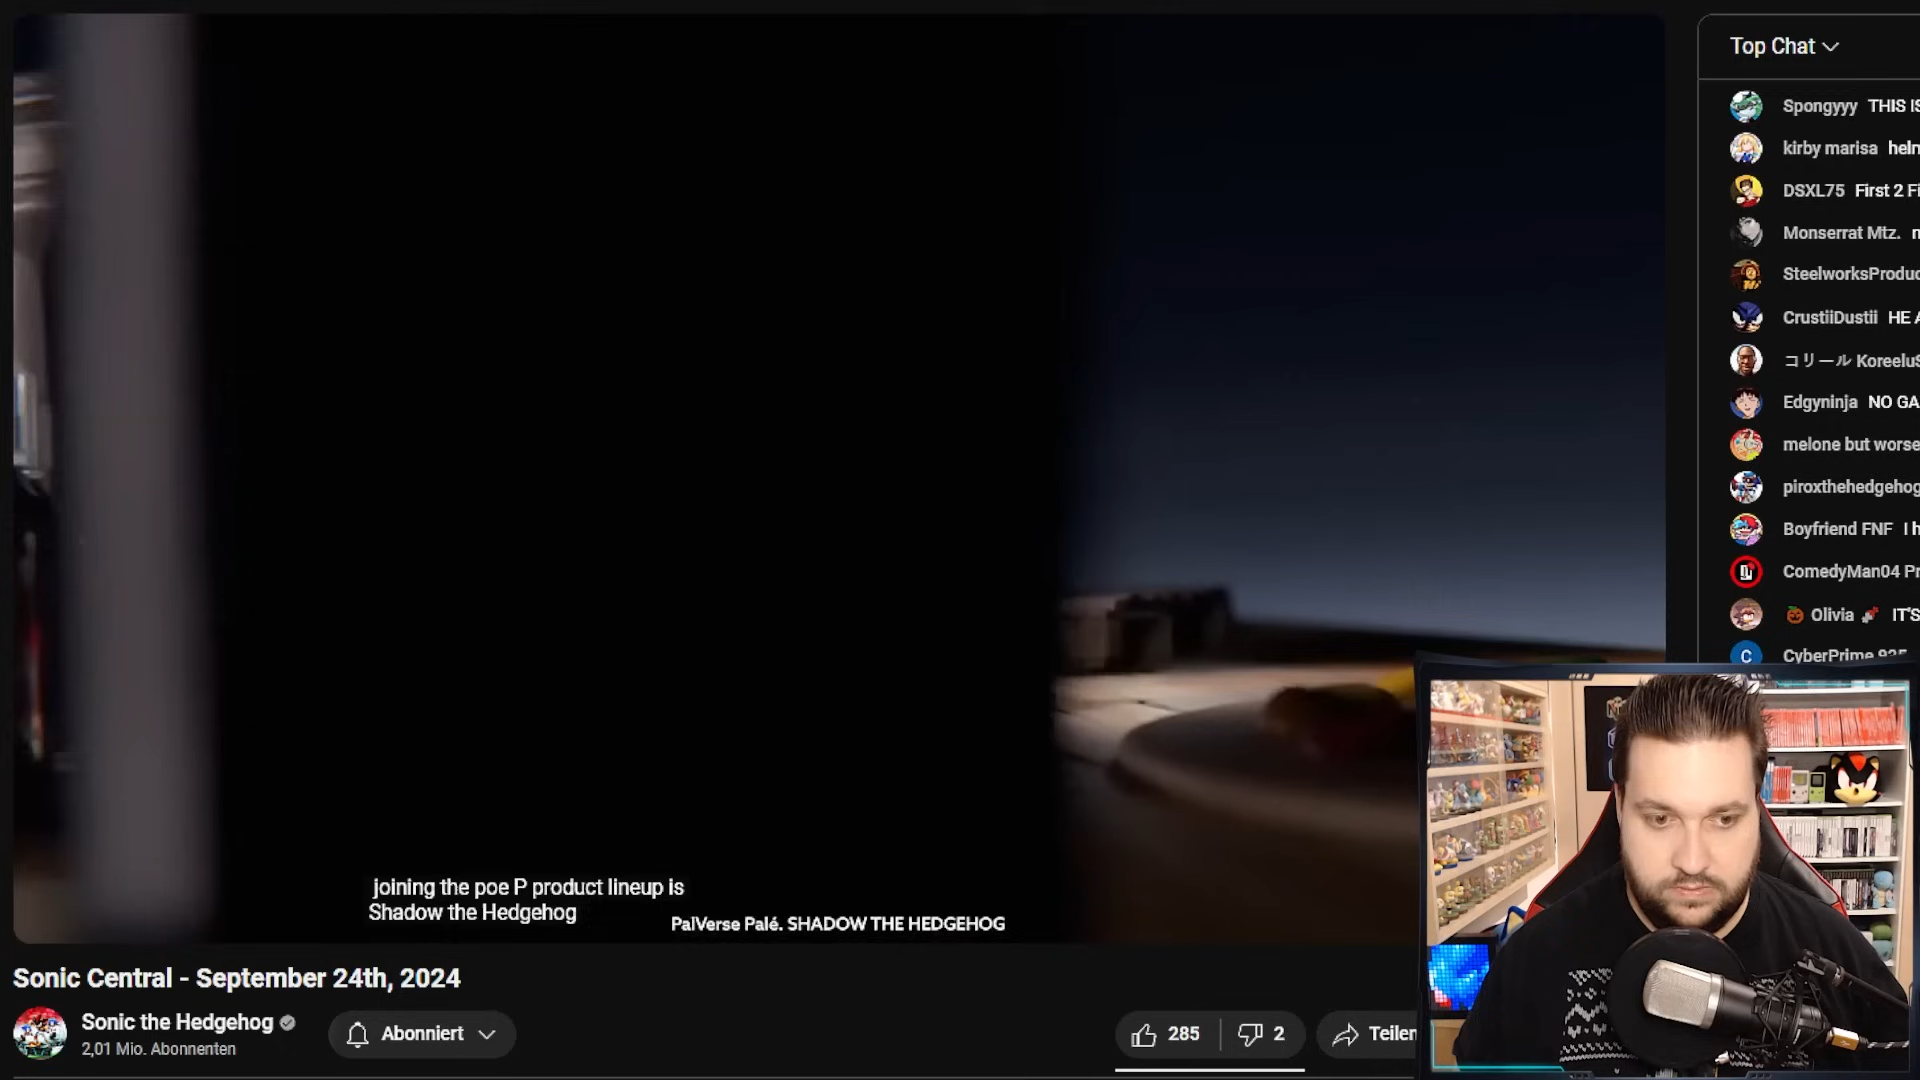 Top Chat
Spongyyy THIS IS
kirby marisa
DSXL75 First 2
Monserrat Mtz.
SteelworksProduc
CrustiiDustii HE
コリール KoreeluS
Edgyninja NO
melone but worse
piroxthehedgehog
Boyfriend FNF I
ComedyMan04
🎃 Olivia 🍬 IT'S
CyberPrime
C
joining the poe P product lineup is
Shadow the Hedgehog
PalVerse Palé. SHADOW THE HEDGEHOG
Sonic Central - September 24th, 2024
Sonic the Hedgehog
2,01 Mio. Abonnenten
Abonniert
285
2
Teilen